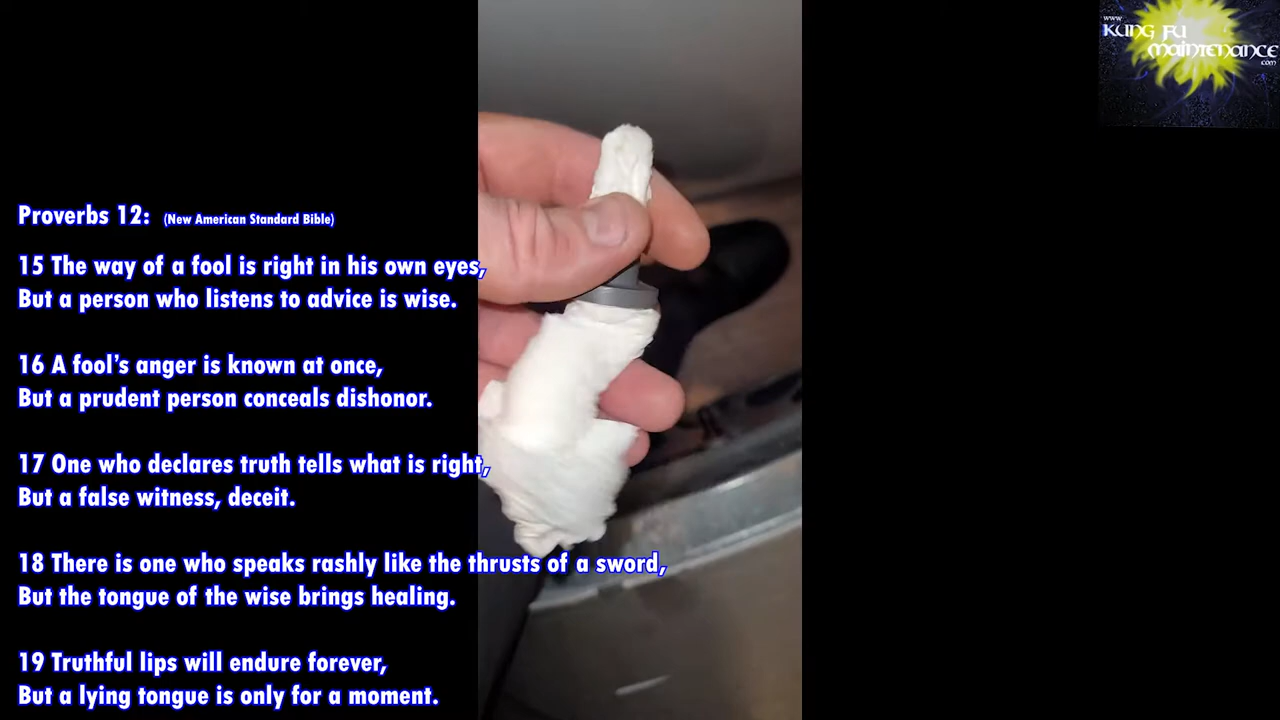 www
Kung Fu
Maintenance
.com
Proverbs 12: (New American Standard Bible)
15 The way of a fool is right in his own eyes,
But a person who listens to advice is wise.
16 A fool’s anger is known at once,
But a prudent person conceals dishonor.
17 One who declares truth tells what is right,
But a false witness, deceit.
18 There is one who speaks rashly like the thrusts of a sword,
But the tongue of the wise brings healing.
19 Truthful lips will endure forever,
But a lying tongue is only for a moment.